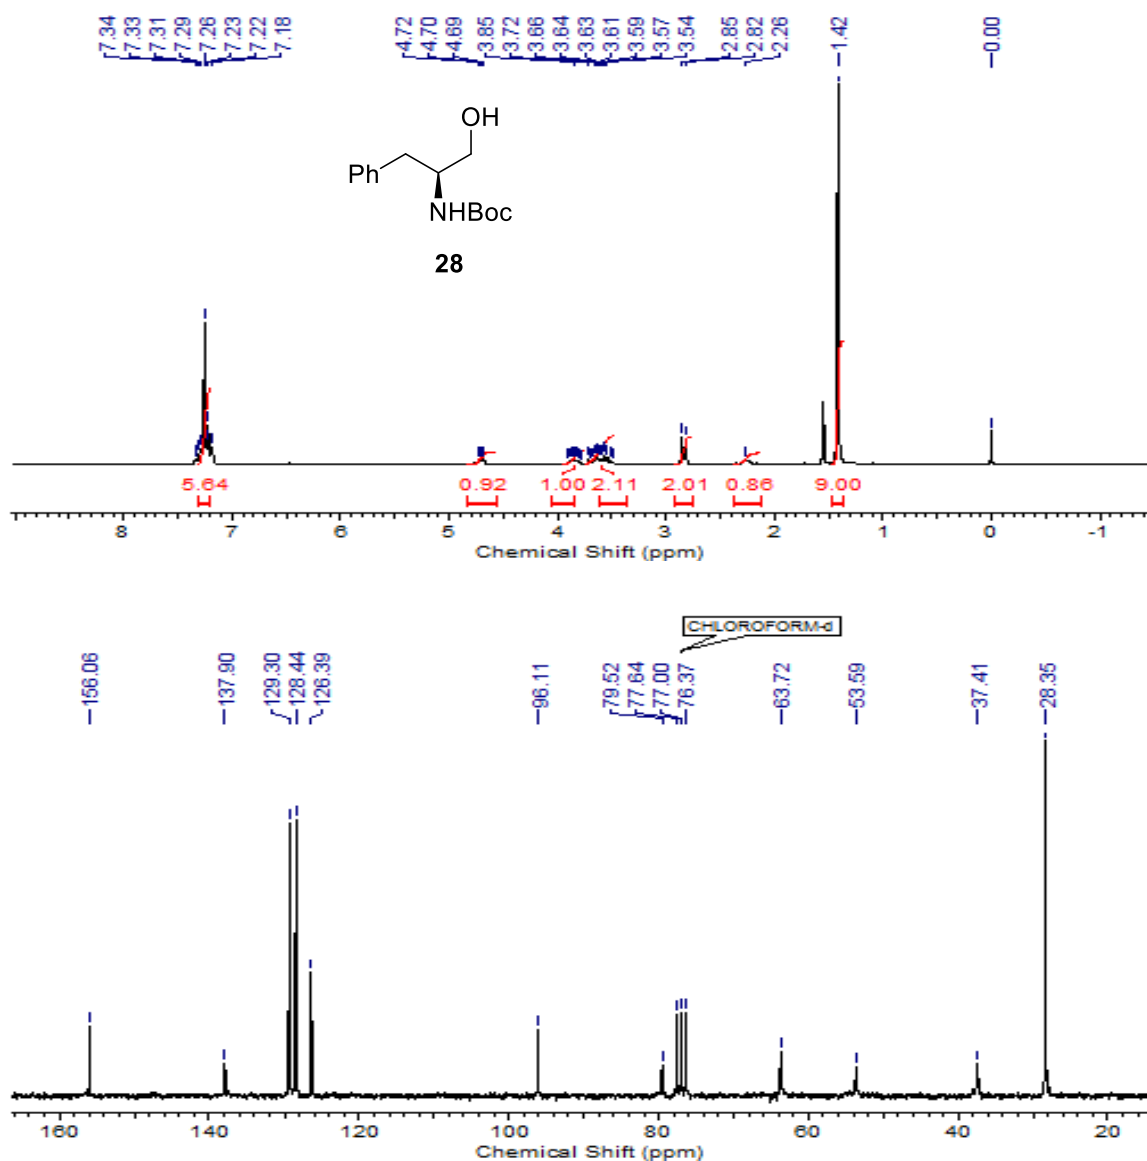 7.34 7.33 7.31 7.29 7.26 7.23 7.22 7.18 4.72 4.70 4.69 3.85 3.72 3.66 3.64 3.63 3.61 3.59 3.57 3.54 2.85 2.82 2.26 1.42 -0.00
OH
Ph
NHBoc
28
5.64 0.92 1.00 2.11 2.01 0.86 9.00
8 7 6 5 4 3 2 1 0 -1
Chemical Shift (ppm)
CHLOROFORM-d
156.06 137.90 129.30 128.44 126.39 96.11 79.52 77.64 77.00 76.37 63.72 53.59 37.41 28.35
160 140 120 100 80 60 40 20
Chemical Shift (ppm)